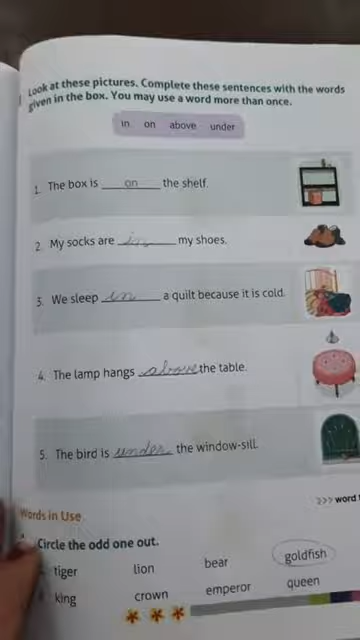 Look at these pictures. Complete these sentences with the words
given in the box. You may use a word more than once.
in on above under
1. The box is on the shelf.
2. My socks are in my shoes.
3. We sleep in a quilt because it is cold.
4. The lamp hangs above the table.
5. The bird is under the window-sill.
>>> word
Words in Use
Circle the odd one out.
tiger lion bear goldfish
king crown emperor queen